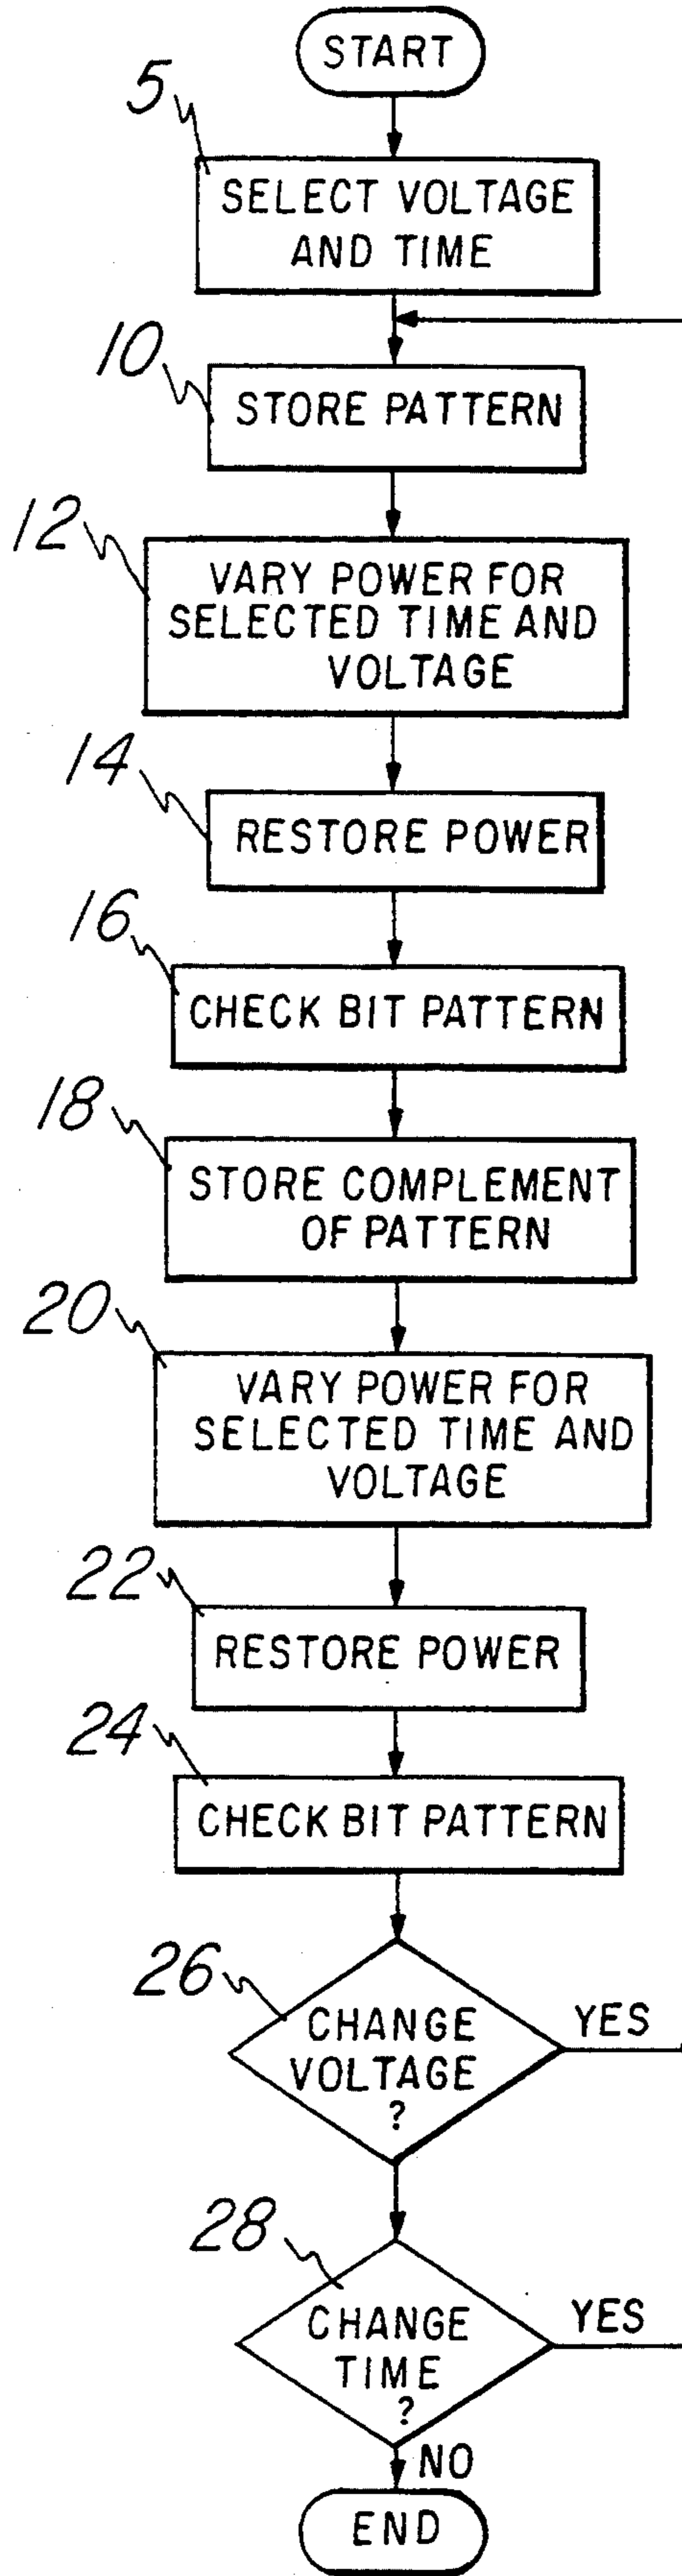 START
5
SELECT VOLTAGE
AND TIME
10
STORE PATTERN
12
VARY POWER FOR
SELECTED TIME AND
VOLTAGE
14
RESTORE POWER
16
CHECK BIT PATTERN
18
STORE COMPLEMENT
OF PATTERN
20
VARY POWER FOR
SELECTED TIME AND
VOLTAGE
22
RESTORE POWER
24
CHECK BIT PATTERN
26
CHANGE
VOLTAGE
?
YES
28
CHANGE
TIME
?
YES
NO
END